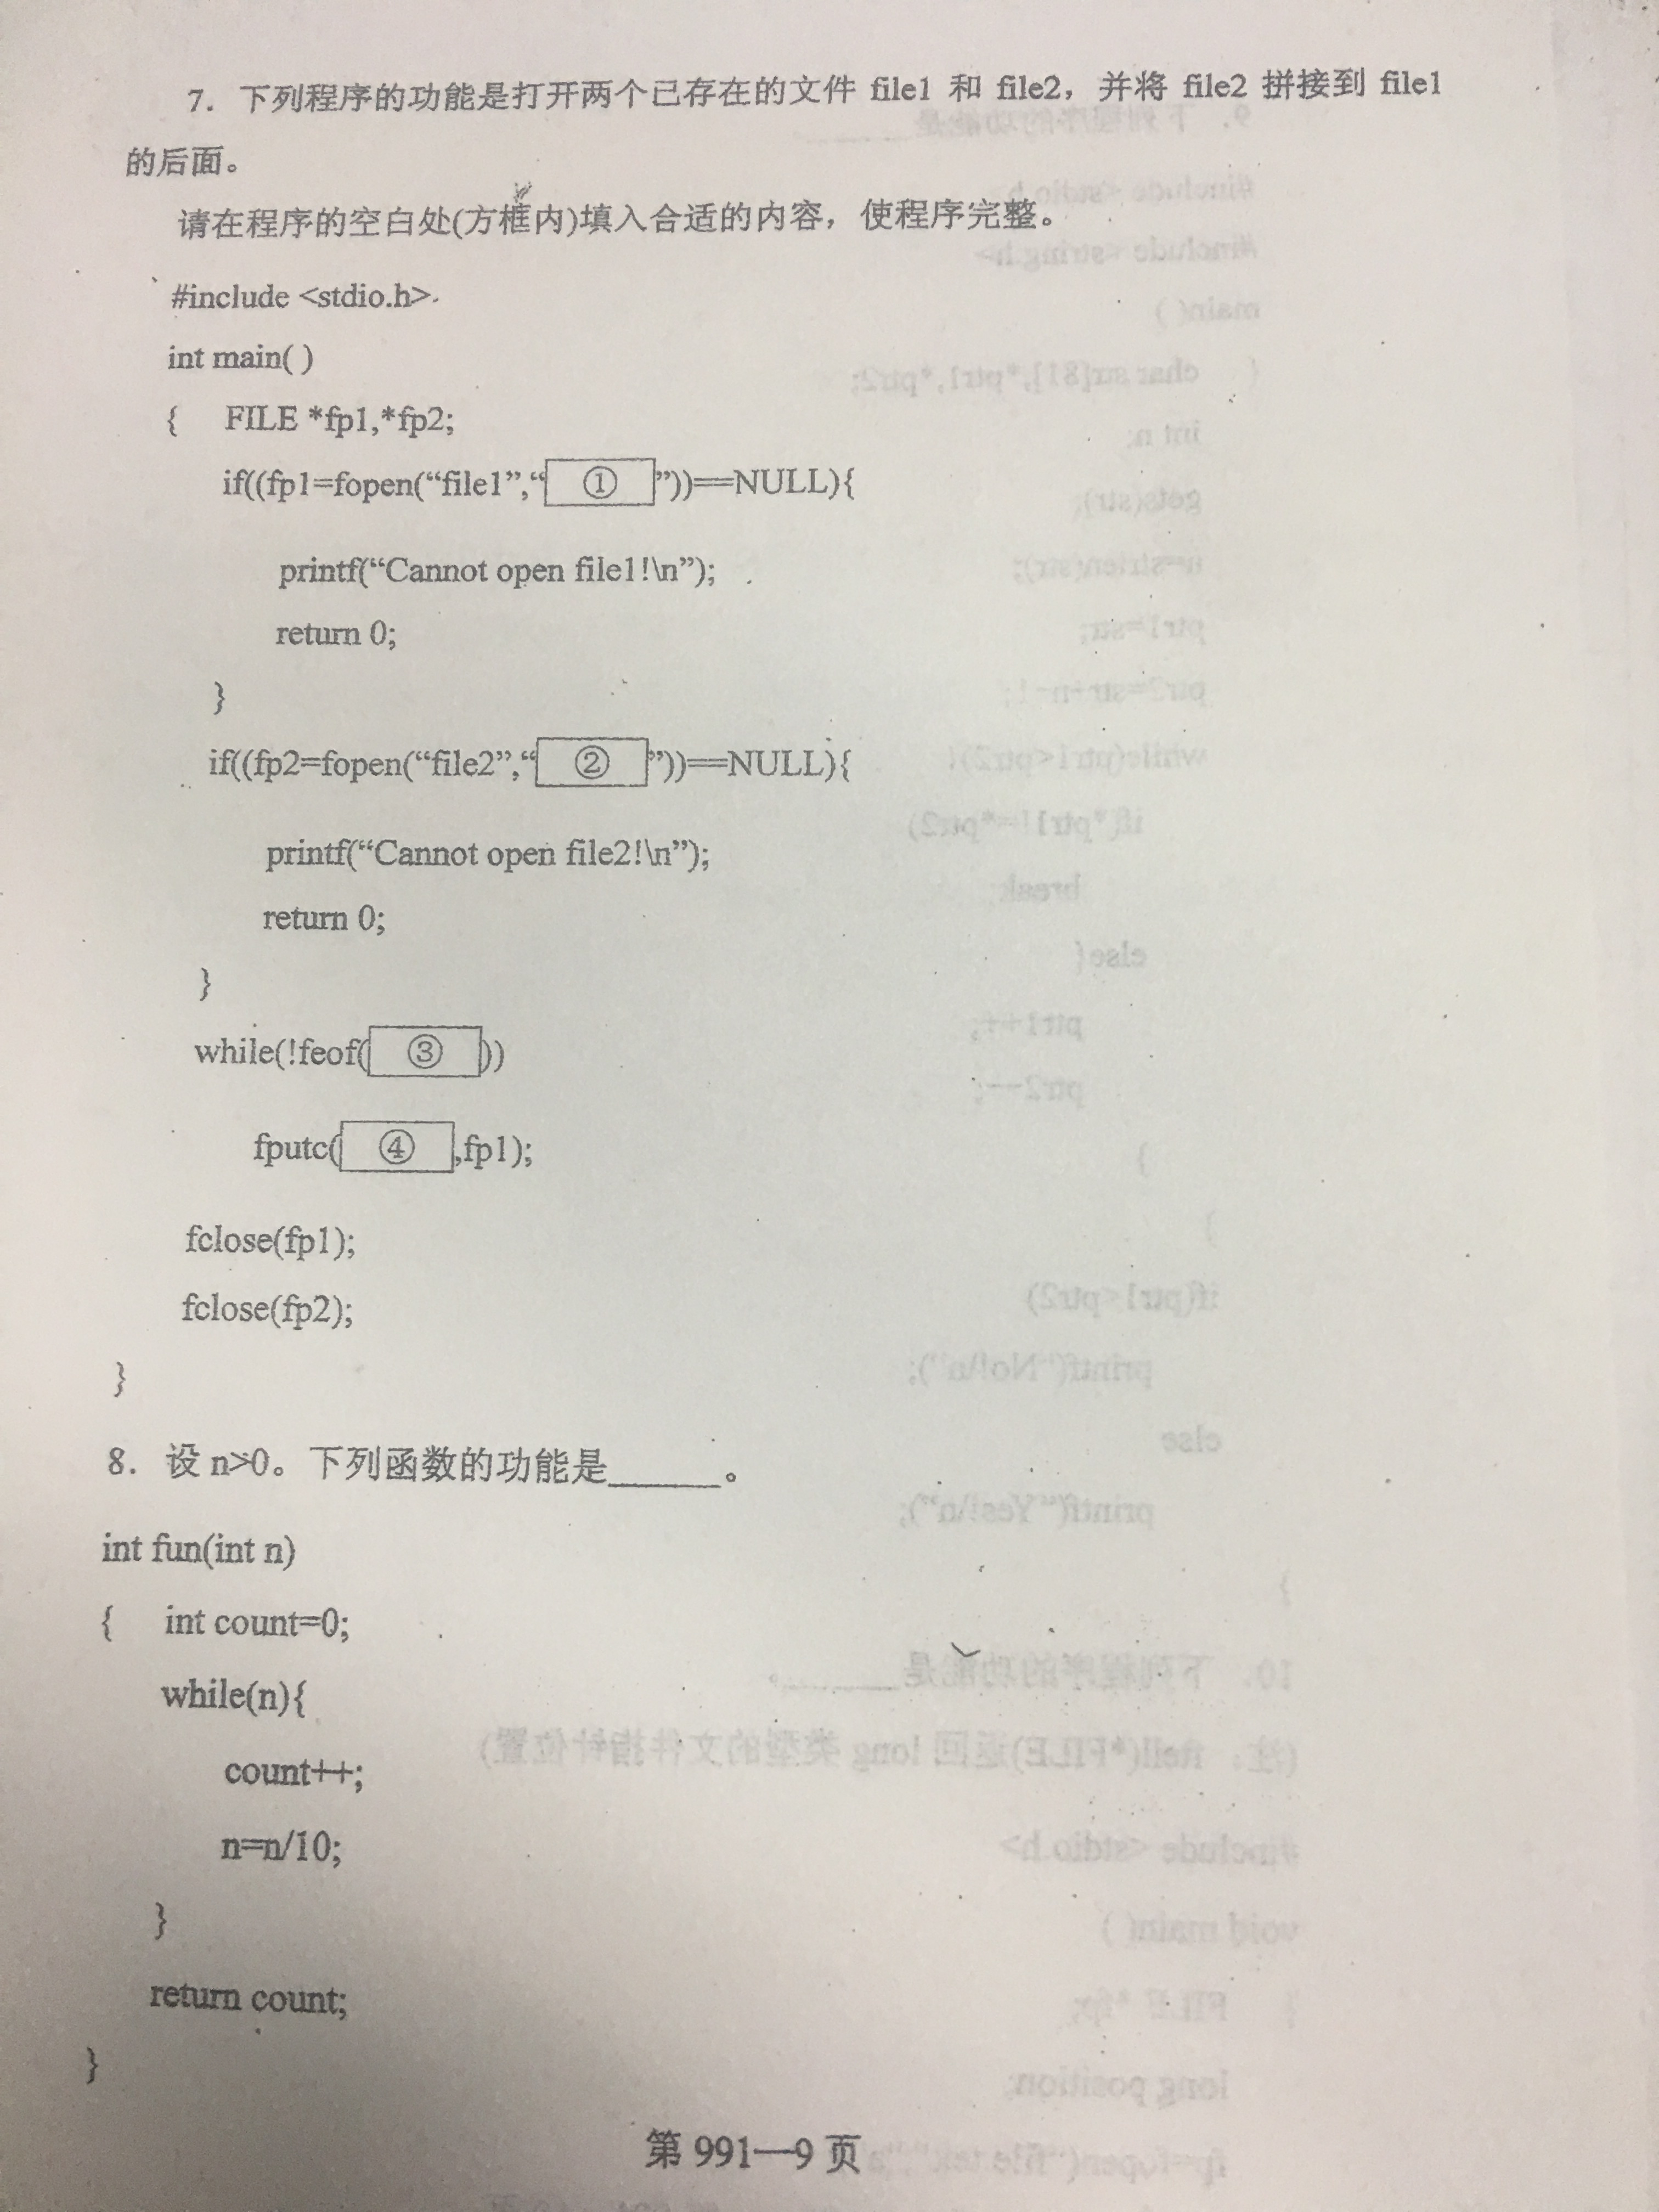 7. 下列程序的功能是打开两个已存在的文件 file1 和 file2，并将 file2 拼接到 file1
的后面。
请在程序的空白处(方框内)填入合适的内容，使程序完整。
#include <stdio.h>
int main( )
{ FILE *fp1,*fp2;
if((fp1=fopen(“file1”,“①”))==NULL){
printf(“Cannot open file1!\n”);
return 0;
}
if((fp2=fopen(“file2”,“②”))==NULL){
printf(“Cannot open file2!\n”);
return 0;
}
while(!feof(③))
fputc(④,fp1);
fclose(fp1);
fclose(fp2);
}
8. 设 n>0。下列函数的功能是______。
int fun(int n)
{ int count=0;
while(n){
count++;
n=n/10;
}
return count;
}
第 991—9 页